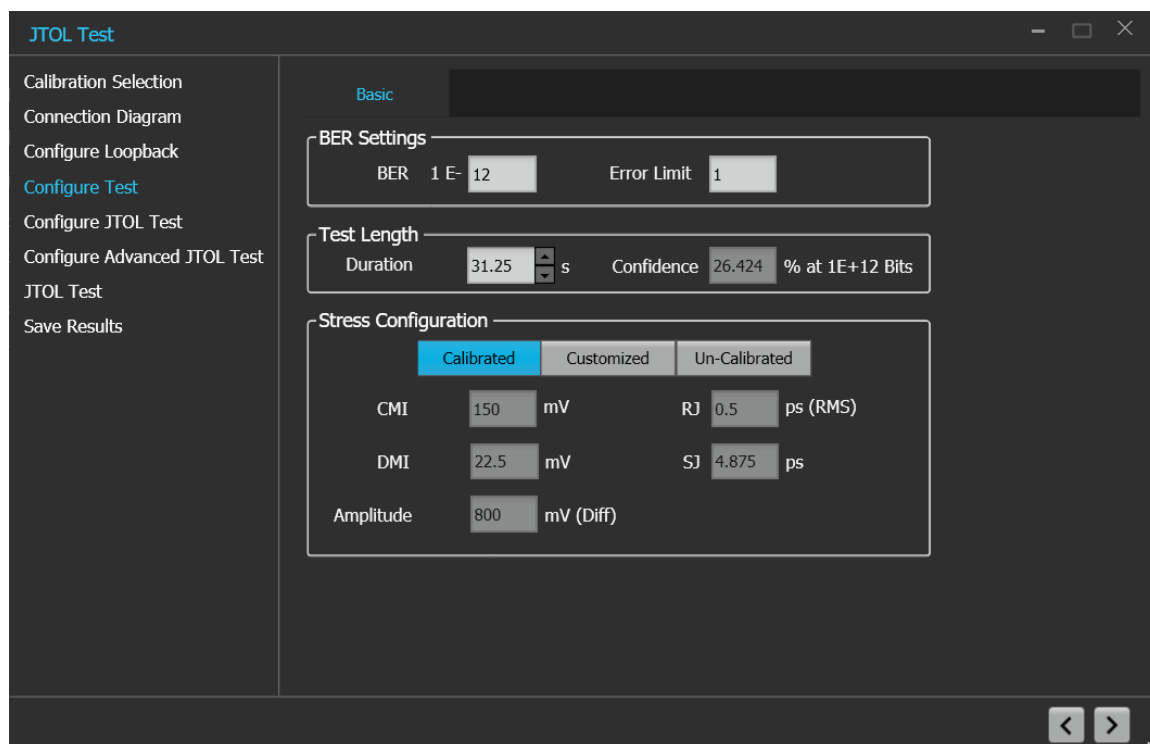 JTOL Test
Calibration Selection
Connection Diagram
Configure Loopback
Configure Test
Configure JTOL Test
Configure Advanced JTOL Test
JTOL Test
Save Results
Basic
BER Settings
BER 1 E- 12 Error Limit 1
Test Length
Duration 31.25 s Confidence 26.424 % at 1E+12 Bits
Stress Configuration
Calibrated Customized Un-Calibrated
CMI 150 mV RJ 0.5 ps (RMS)
DMI 22.5 mV SJ 4.875 ps
Amplitude 800 mV (Diff)